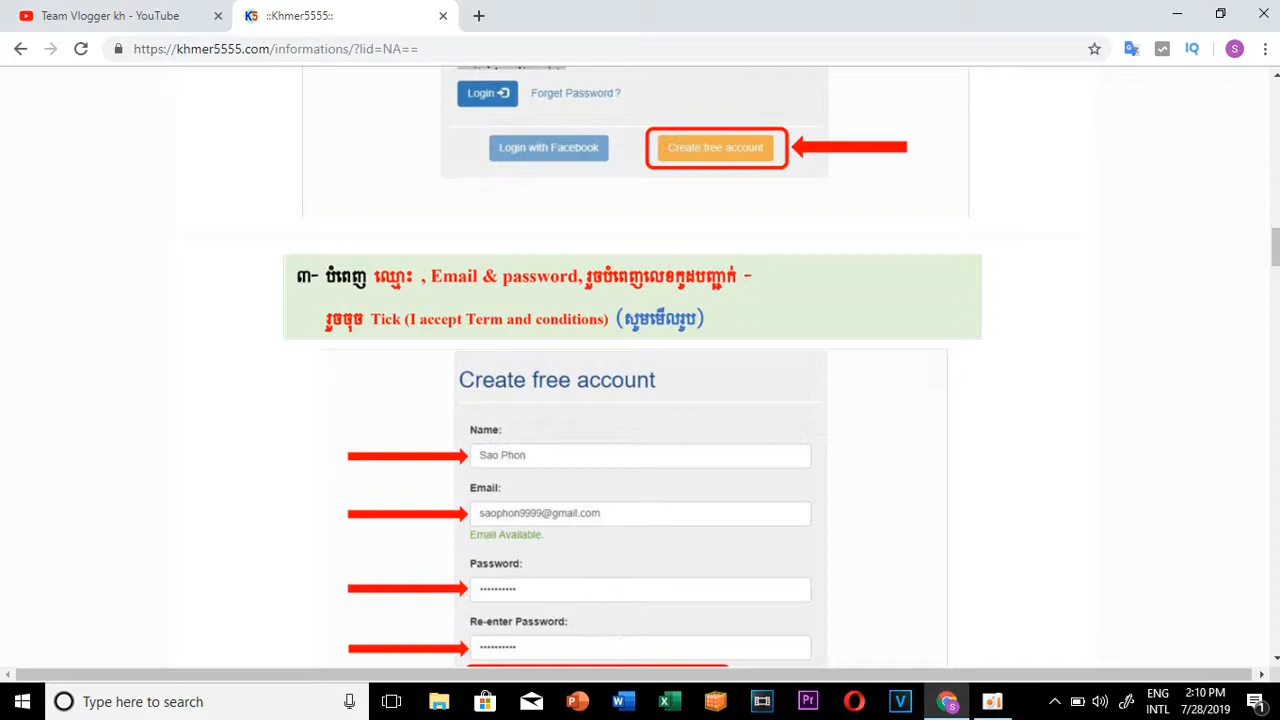 Team Vlogger kh - YouTube
::Khmer5555::
https://khmer5555.com/informations/?lid=NA==
Login
Forget Password ?
Login with Facebook
Create free account
៣- បំពេញ ឈ្មោះ , Email & password, រួចបំពេញលេខកូដបញ្ជាក់ -
រួចចុច Tick (I accept Term and conditions) (សូមមើលរូប)
Create free account
Name:
Sao Phon
Email:
saophon9999@gmail.com
Email Available.
Password:
Re-enter Password:
Type here to search
ENG
INTL
2:10 PM
7/28/2019